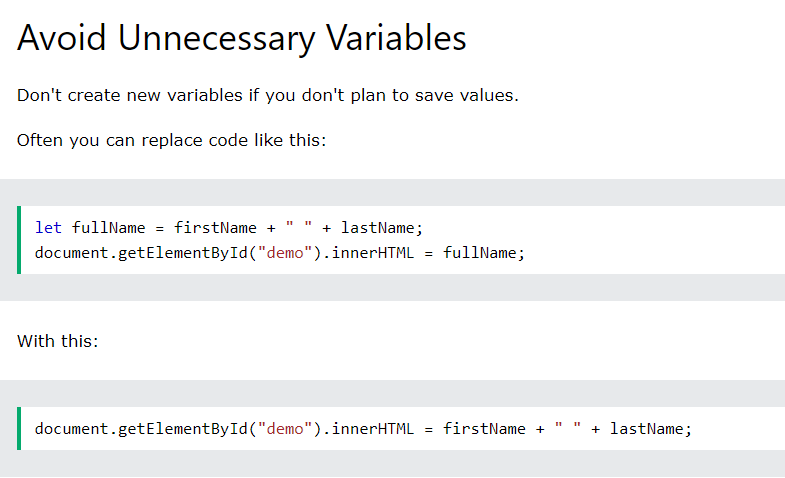 Avoid Unnecessary Variables
Don't create new variables if you don't plan to save values.
Often you can replace code like this:
let fullName = firstName + " " + lastName;
document.getElementById("demo").innerHTML = fullName;
With this:
document.getElementById("demo").innerHTML = firstName + " " + lastName;